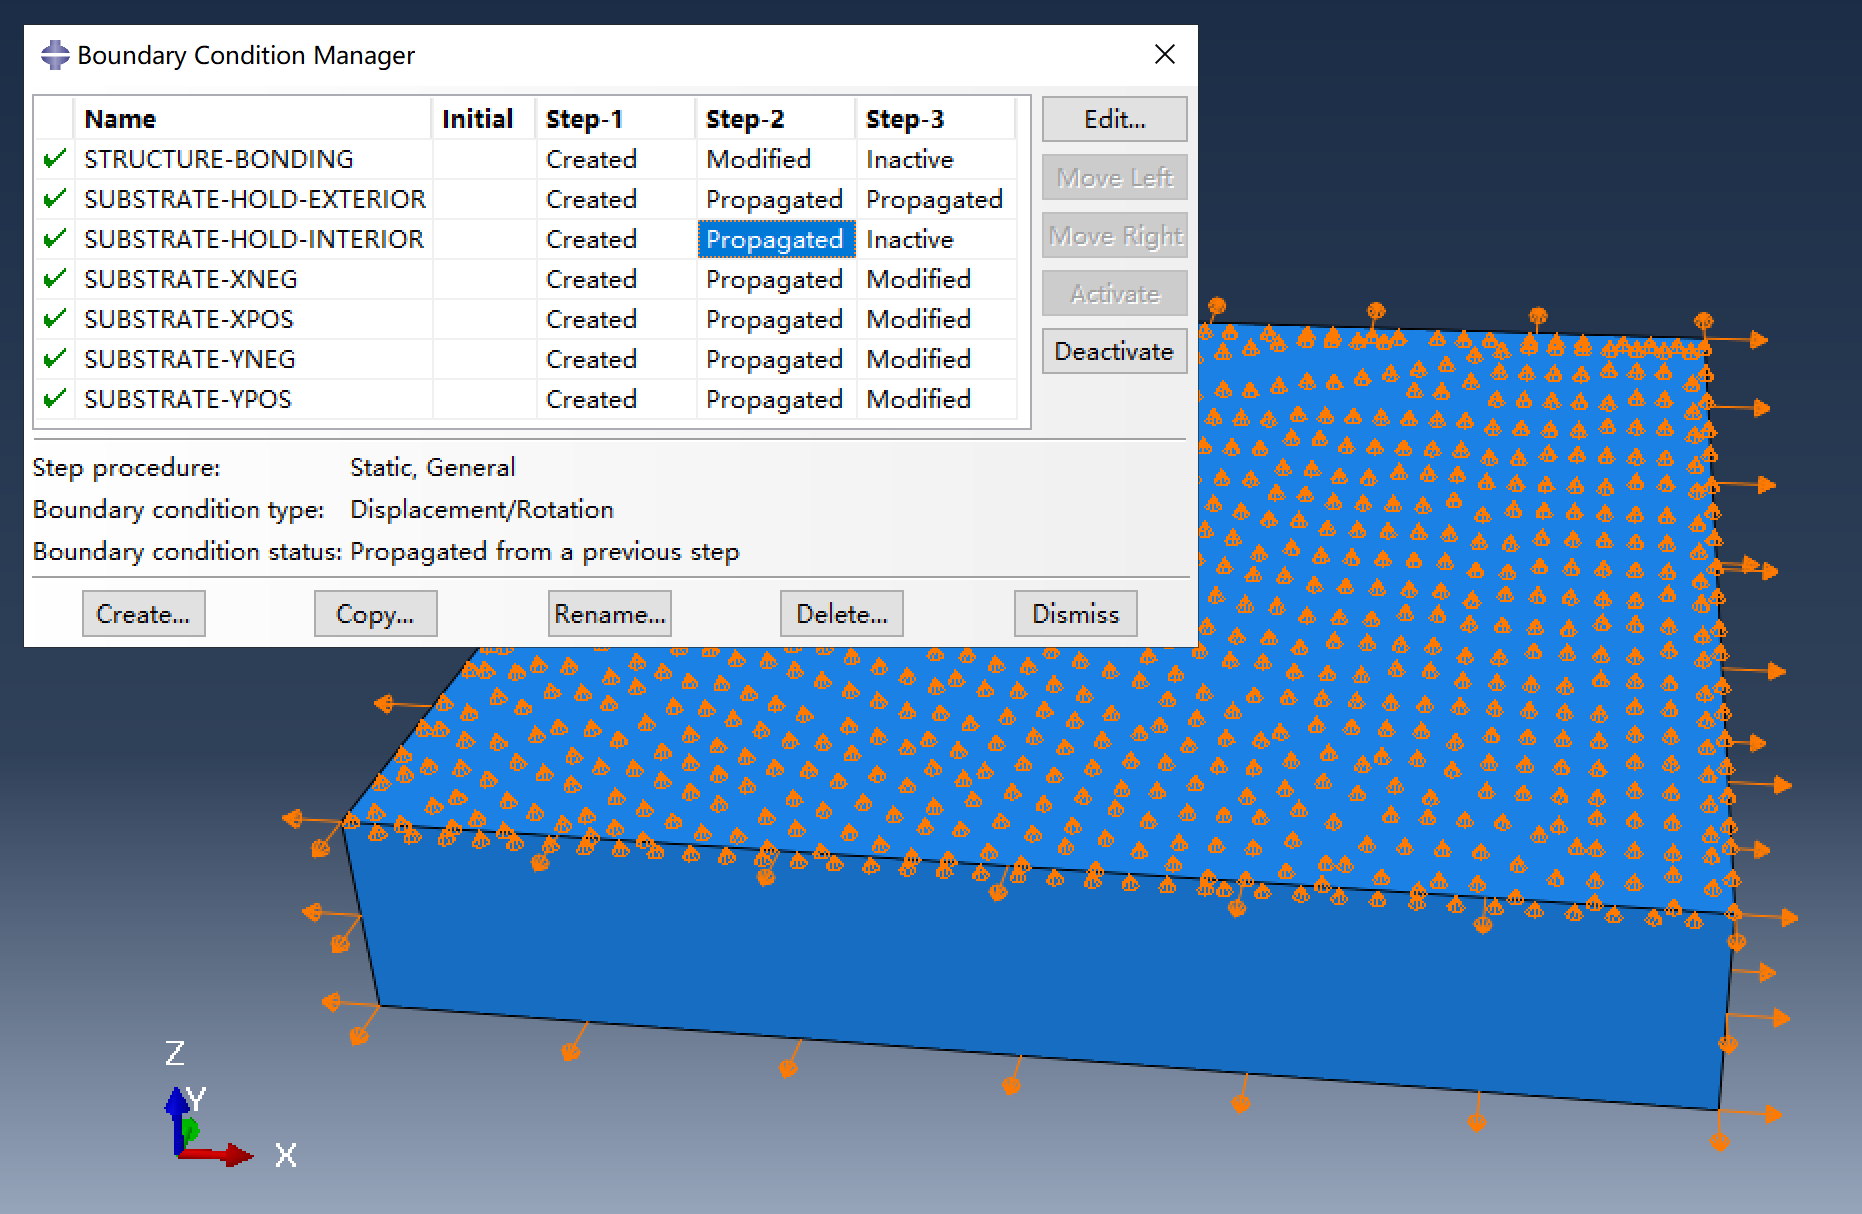 Boundary Condition Manager
Name Initial Step-1 Step-2 Step-3
STRUCTURE-BONDING Created Modified Inactive
SUBSTRATE-HOLD-EXTERIOR Created Propagated Propagated
SUBSTRATE-HOLD-INTERIOR Created Propagated Inactive
SUBSTRATE-XNEG Created Propagated Modified
SUBSTRATE-XPOS Created Propagated Modified
SUBSTRATE-YNEG Created Propagated Modified
SUBSTRATE-YPOS Created Propagated Modified
Edit...
Move Left
Move Right
Activate
Deactivate
Step procedure: Static, General
Boundary condition type: Displacement/Rotation
Boundary condition status: Propagated from a previous step
Create... Copy... Rename... Delete... Dismiss
Z
Y
X